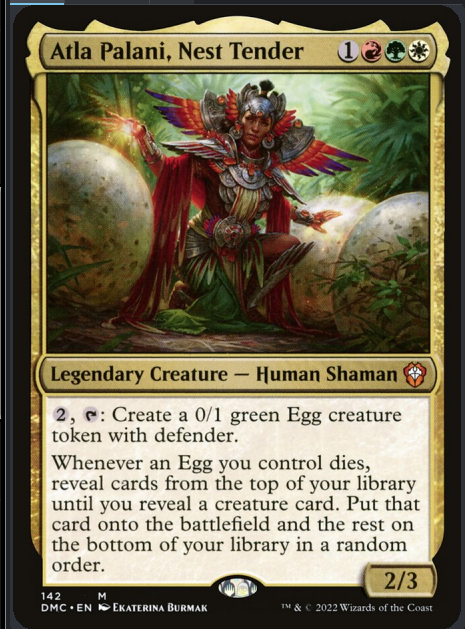 Atla Palani, Nest Tender 1
Legendary Creature — Human Shaman
2, : Create a 0/1 green Egg creature
token with defender.
Whenever an Egg you control dies,
reveal cards from the top of your library
until you reveal a creature card. Put that
card onto the battlefield and the rest on
the bottom of your library in a random
order.
2/3
142 M
DMC • EN EKATERINA BURMAK
™ & © 2022 Wizards of the Coast